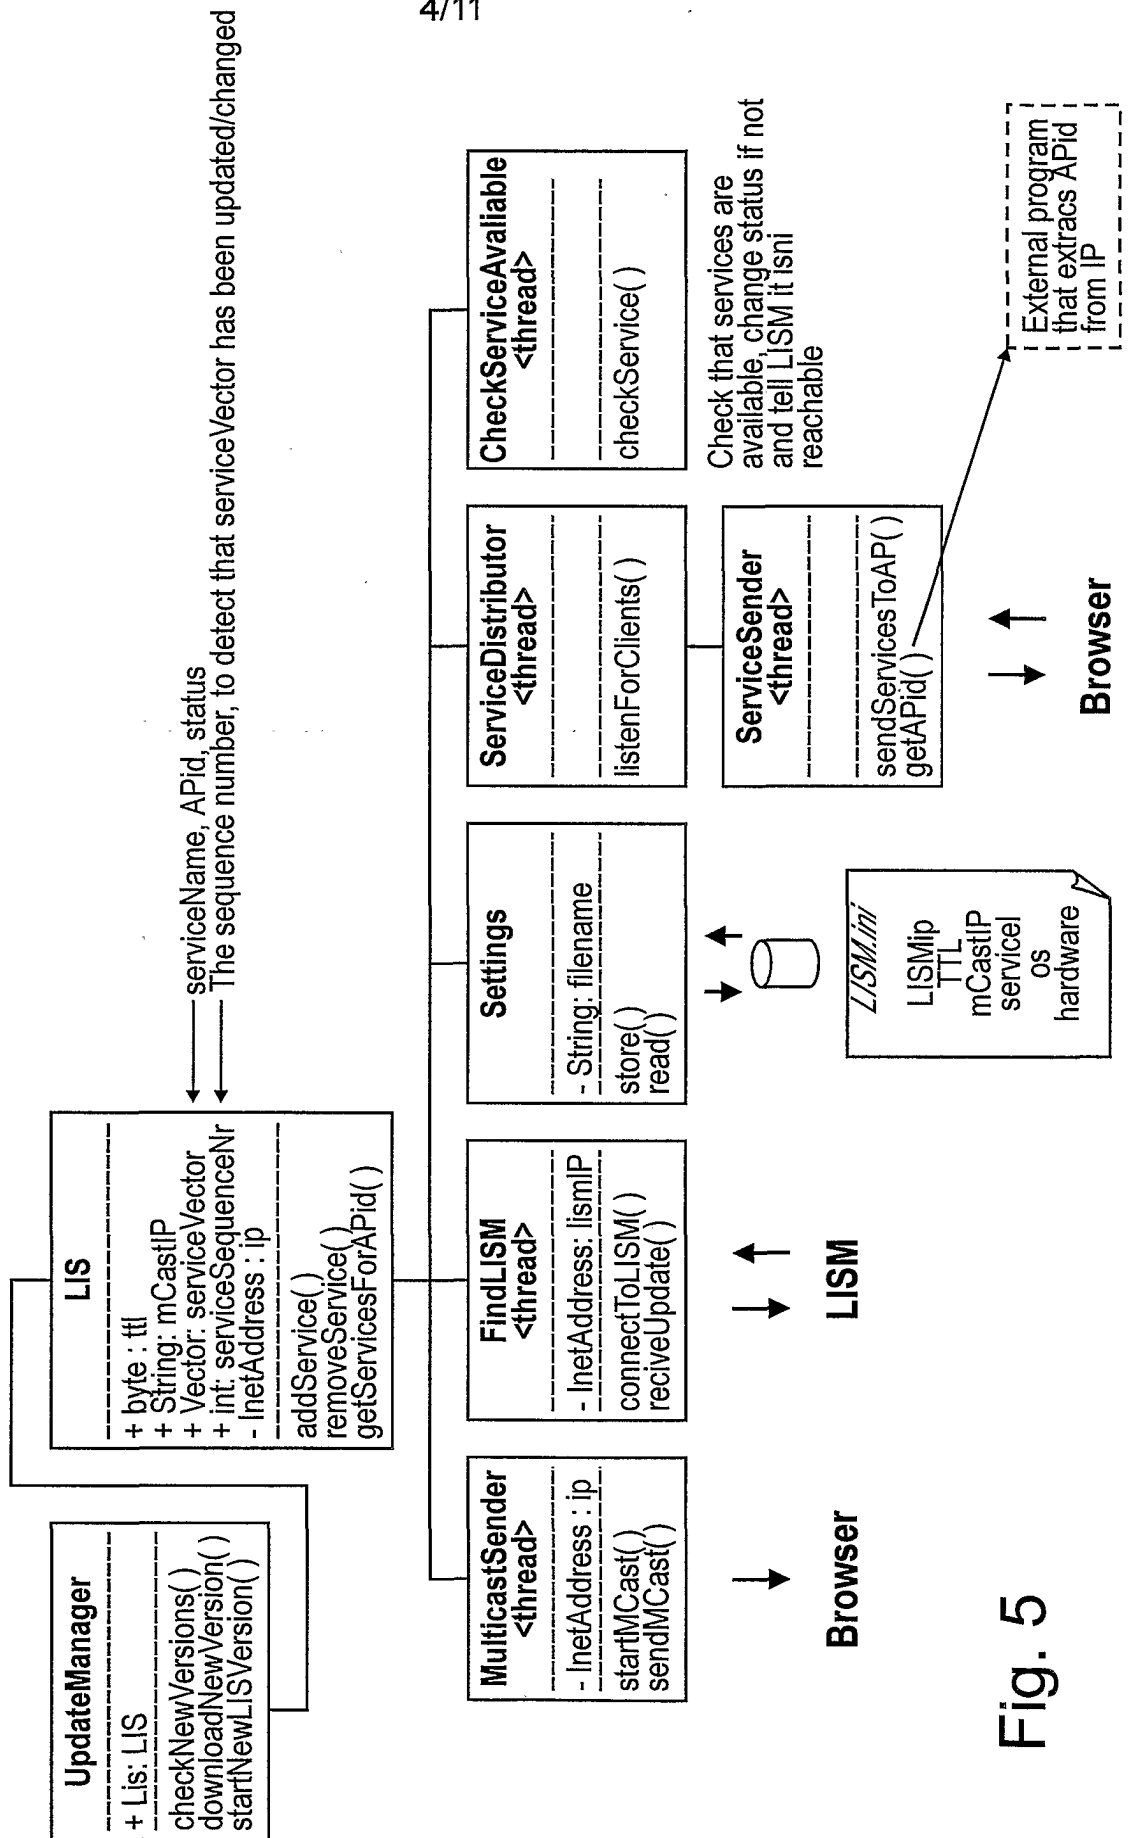 4/11
UpdateManager
+ Lis: LIS
checkNewVersions( )
downloadNewVersion( )
startNewLISVersion( )
LIS
+ byte : ttl
+ String: mCastIP
+ Vector: serviceVector
+ int: serviceSequenceNr
- InetAddress : ip
addService( )
removeService( )
getServicesForAPid( )
serviceName, APid, status
The sequence number, to detect that serviceVector has been updated/changed
MulticastSender
<thread>
- InetAddress : ip
startMCast( )
sendMCast( )
Browser
FindLISM
<thread>
- InetAddress: lismIP
connectToLISM( )
reciveUpdate( )
LISM
Settings
- String: filename
store( )
read( )
LISM.ini
LISMip
TTL
mCastIP
serviceI
os
hardware
ServiceDistributor
<thread>
listenForClients( )
ServiceSender
<thread>
sendServicesToAP( )
getAPid( )
Browser
CheckServiceAvaliable
<thread>
checkService( )
Check that services are
available, change status if not
and tell LISM it isni
reachable
External program
that extracs APid
from IP
Fig. 5